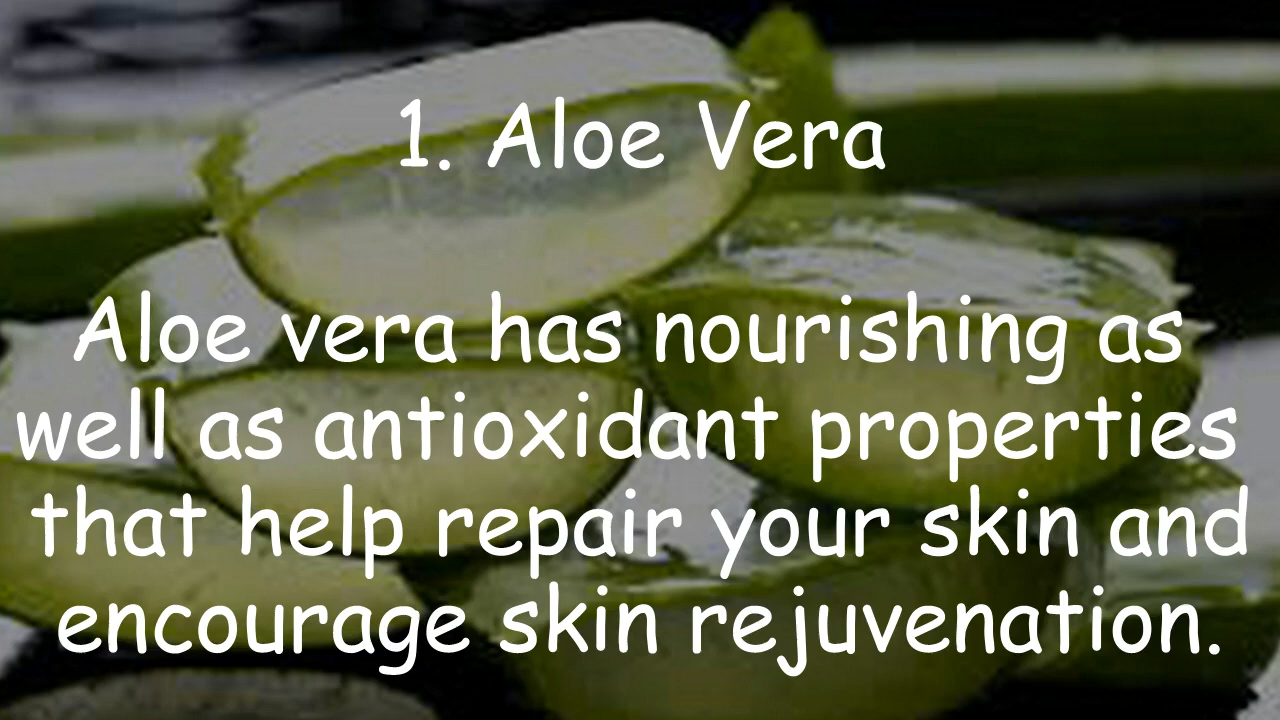 1. Aloe Vera
Aloe vera has nourishing as
well as antioxidant properties
that help repair your skin and
encourage skin rejuvenation.